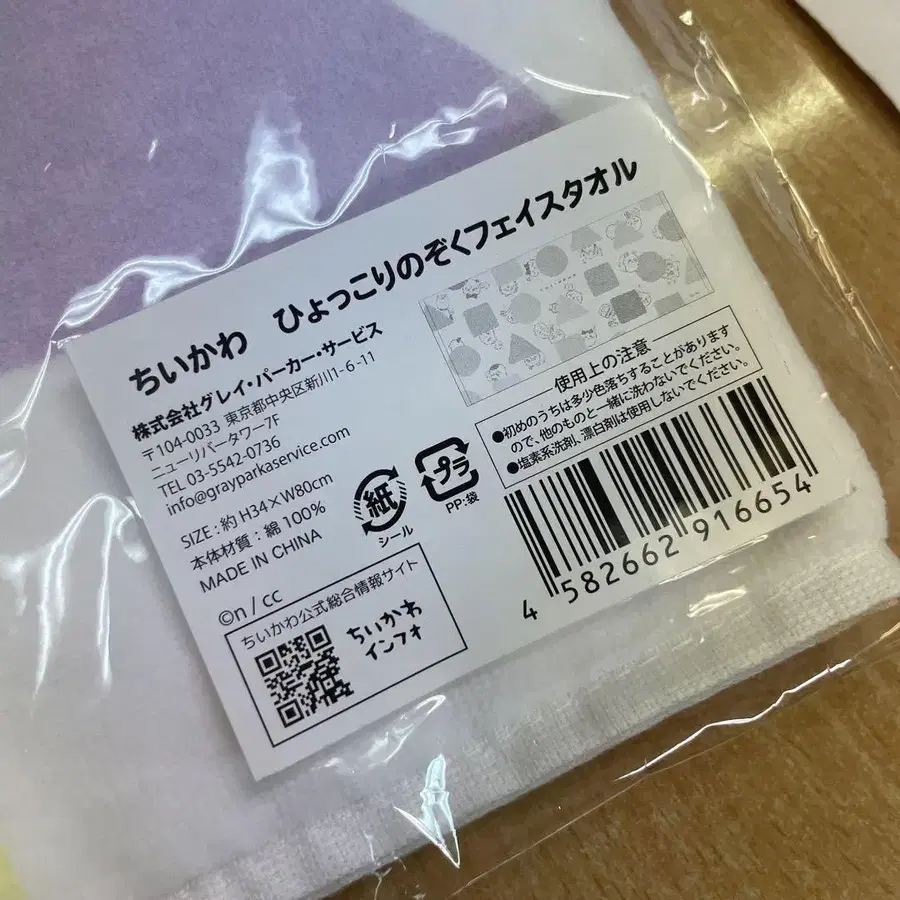 ちいかわ ひょっこりのぞくフェイスタオル
株式会社グレイ・パーカー・サービス
〒104-0033 東京都中央区新川1-6-11
ニューリバータワー7F
TEL 03-5542-0736
info@grayparkaservice.com
SIZE：約 H34×W80cm
本体材質：綿 100%
MADE IN CHINA
©n / cc
紙
シール
プラ
PP:袋
使用上の注意
●初めのうちは多少色落ちすることがあります
ので、他のものと一緒に洗わないでください。
●塩素系洗剤、漂白剤は使用しないでください。
4 582662 916654
ちいかわ公式総合情報サイト
ちいかわ
インフォ